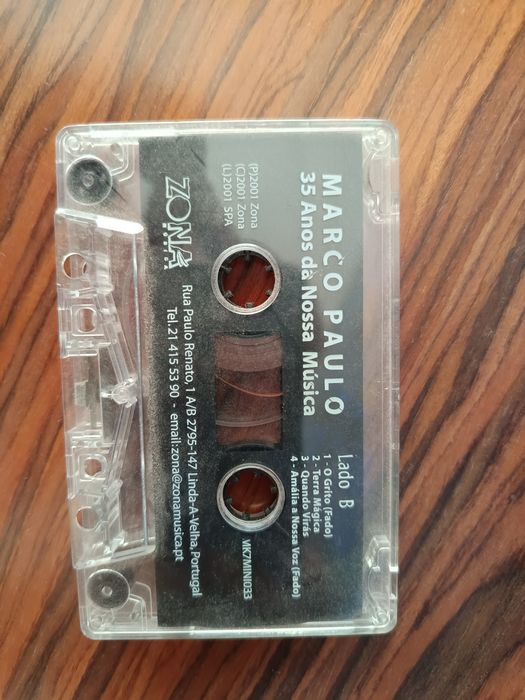 MARCO PAULO
35 Anos da Nossa Música
Lado B
1 - O Grito (Fado)
2 - Terra Mágica
3 - Quando Virás
4 - Amália a Nossa Voz (Fado)
(P)2001 Zona
(C)2001 Zona
(L)2001 SPA
MK7MINI033
ZONA
Rua Paulo Renato, 1 A/B 2795-147 Linda-A-Velha, Portugal
Tel. 21 415 53 90 - email:zona@zonamusica.pt